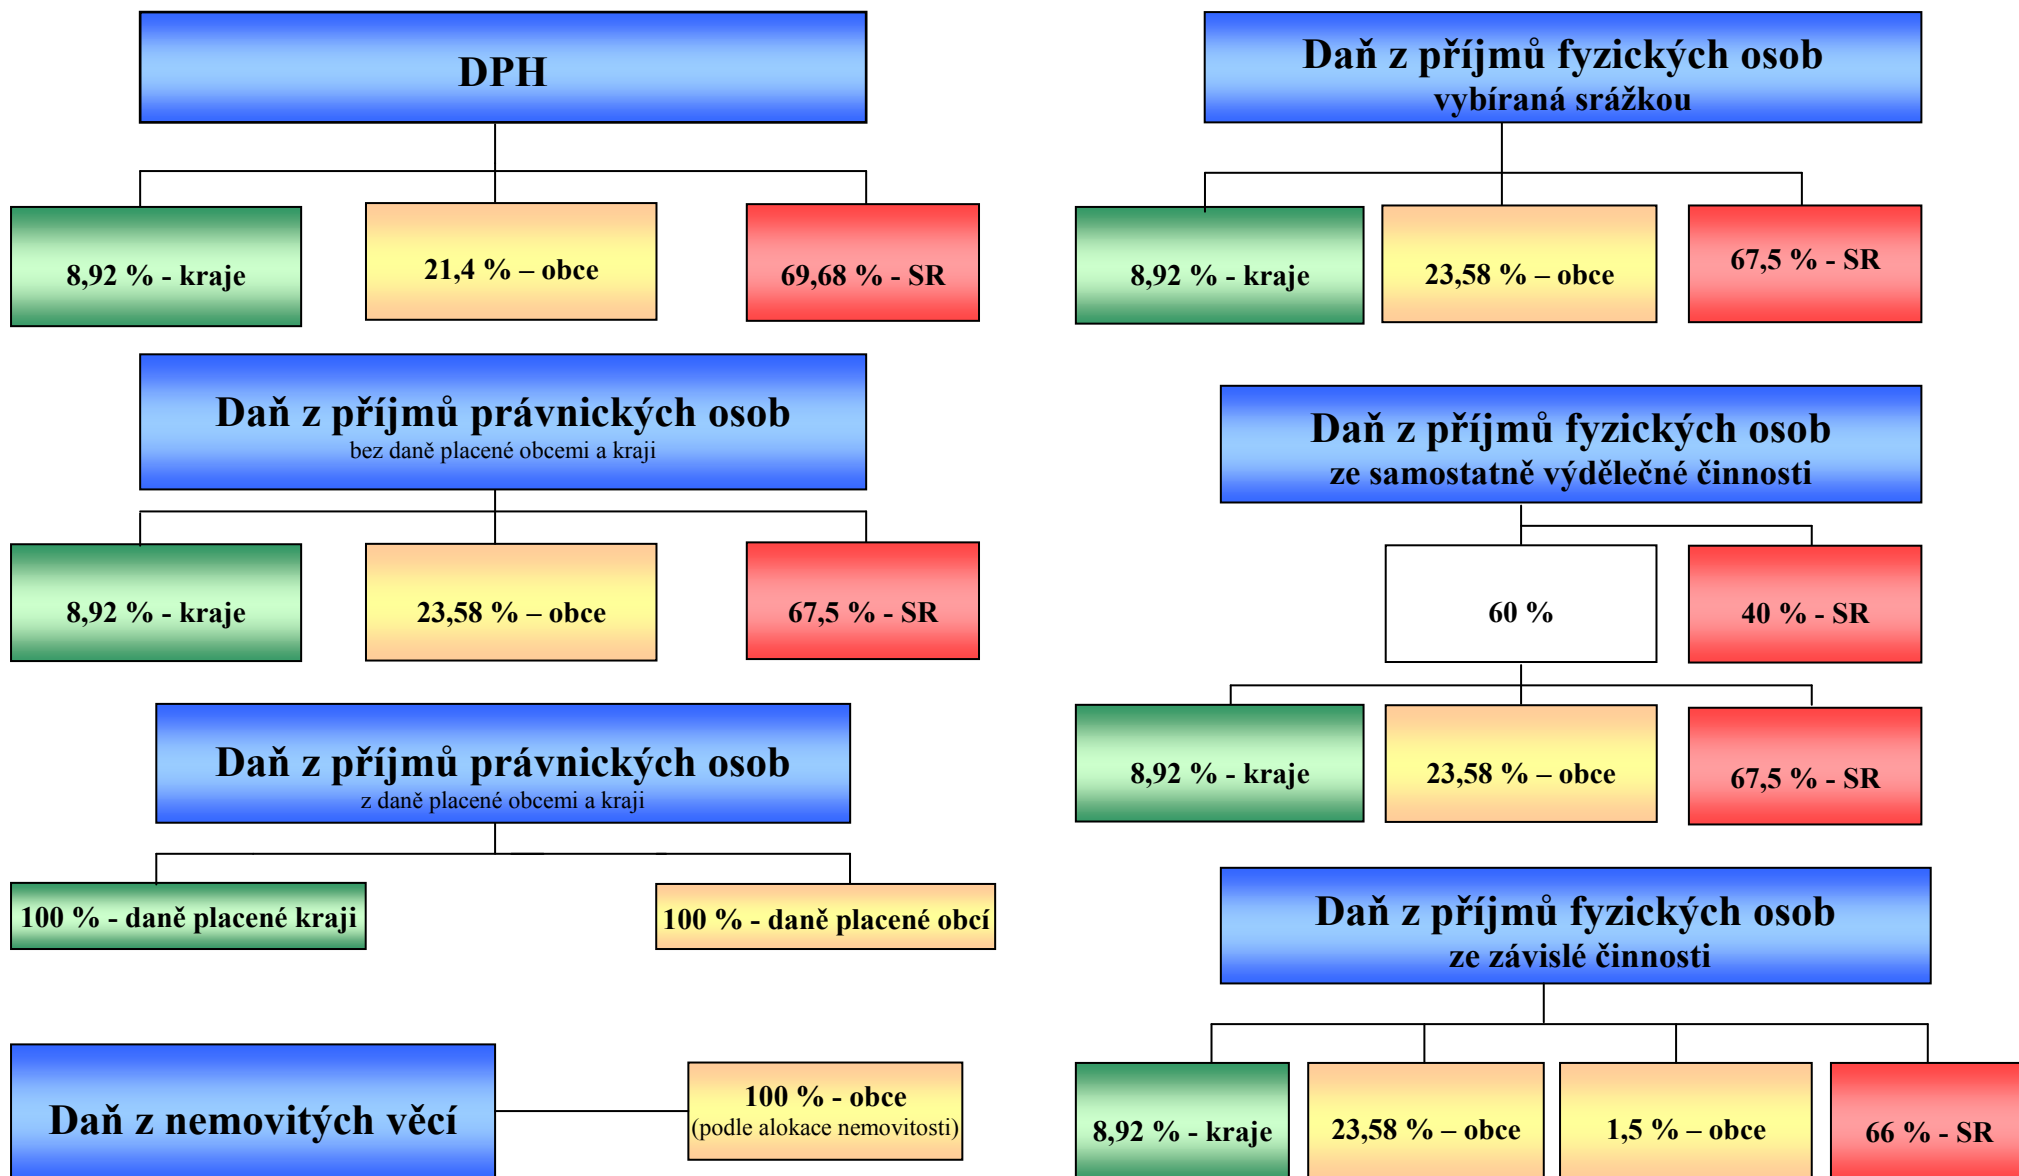 DPH
8,92 % - kraje
21,4 % – obce
69,68 % - SR
Daň z příjmů právnických osob
bez daně placené obcemi a kraji
8,92 % - kraje
23,58 % – obce
67,5 % - SR
Daň z příjmů právnických osob
z daně placené obcemi a kraji
100 % - daně placené kraji
100 % - daně placené obcí
Daň z nemovitých věcí
100 % - obce
(podle alokace nemovitosti)
Daň z příjmů fyzických osob
vybíraná srážkou
8,92 % - kraje
23,58 % – obce
67,5 % - SR
Daň z příjmů fyzických osob
ze samostatně výdělečné činnosti
60 %
40 % - SR
8,92 % - kraje
23,58 % – obce
67,5 % - SR
Daň z příjmů fyzických osob
ze závislé činnosti
8,92 % - kraje
23,58 % – obce
1,5 % – obce
66 % - SR